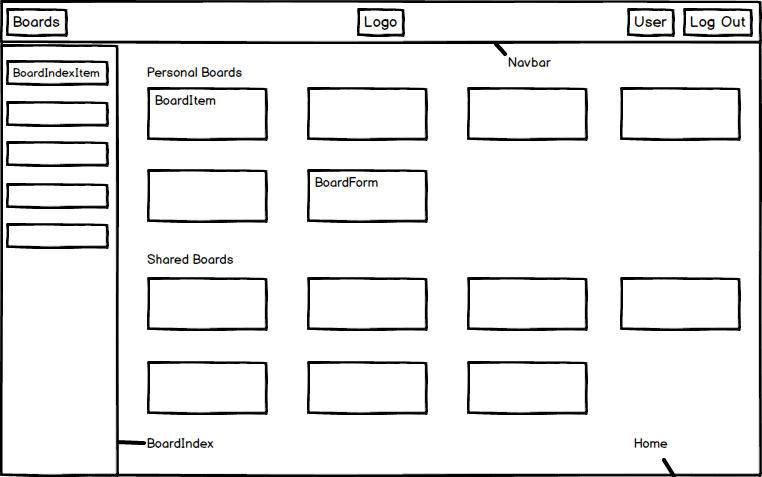 Boards
Logo
User
Log Out
Navbar
BoardIndexItem
Personal Boards
BoardItem
BoardForm
Shared Boards
BoardIndex
Home